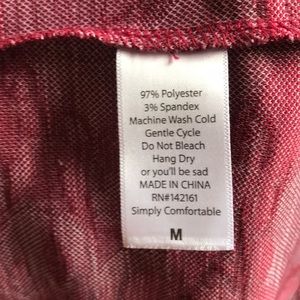 97% Polyester
3% Spandex
Machine Wash Cold
Gentle Cycle
Do Not Bleach
Hang Dry
or you'll be sad
MADE IN CHINA
RN#142161
Simply Comfortable
M